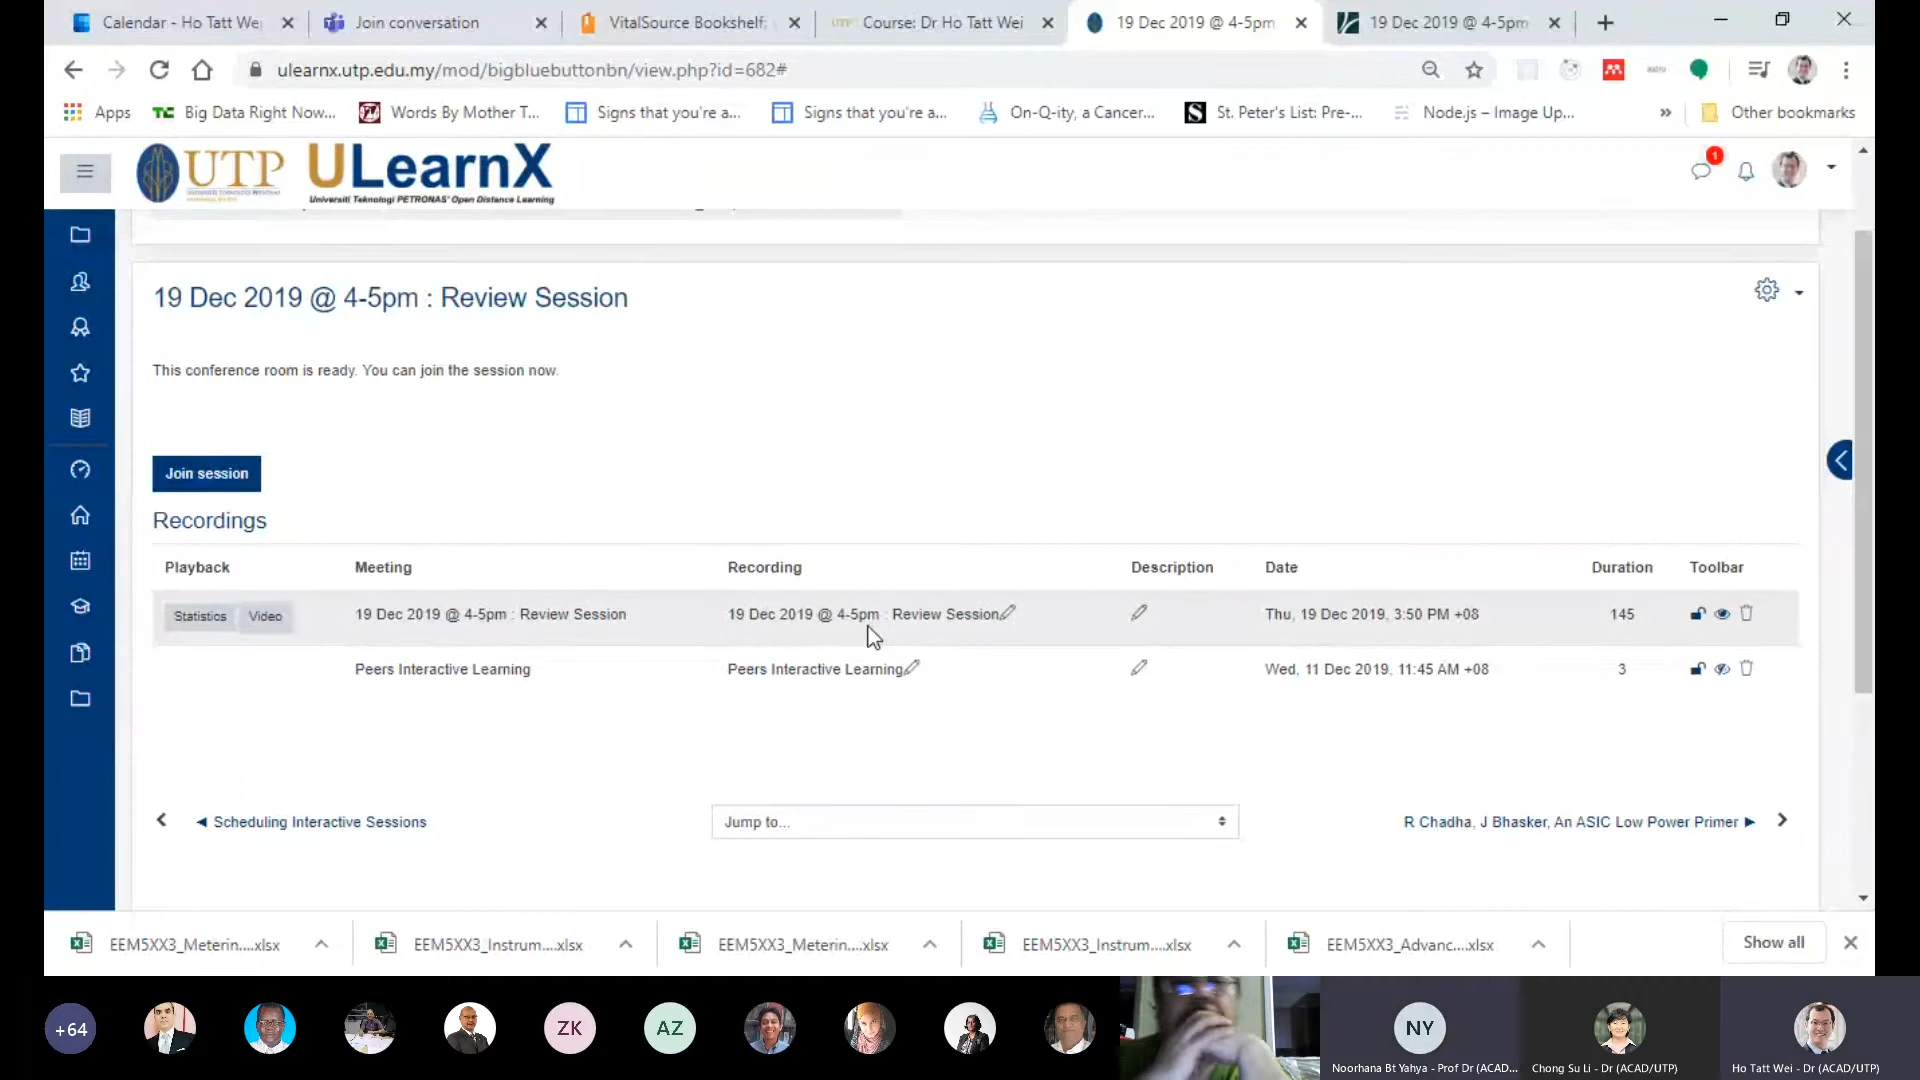 Calendar - Ho Tatt We
Join conversation
VitalSource Bookshelf:
Course: Dr Ho Tatt Wei
19 Dec 2019 @ 4-5pm
19 Dec 2019 @ 4-5pm
ulearnx.utp.edu.my/mod/bigbluebuttonbn/view.php?id=682#
Apps
Big Data Right Now...
Words By Mother T...
Signs that you're a...
Signs that you're a...
On-Q-ity, a Cancer...
St. Peter's List: Pre-...
Node.js – Image Up...
»
Other bookmarks
UTP
ULearnX
Universiti Teknologi PETRONAS' Open Distance Learning
1
19 Dec 2019 @ 4-5pm : Review Session
This conference room is ready. You can join the session now.
Join session
Recordings
Playback Meeting Recording Description Date Duration Toolbar
Statistics Video 19 Dec 2019 @ 4-5pm : Review Session 19 Dec 2019 @ 4-5pm : Review Session Thu, 19 Dec 2019, 3:50 PM +08 145
Peers Interactive Learning Peers Interactive Learning Wed, 11 Dec 2019, 11:45 AM +08 3
◄ Scheduling Interactive Sessions
Jump to...
R Chadha, J Bhasker, An ASIC Low Power Primer ►
EEM5XX3_Meterin....xlsx
EEM5XX3_Instrum....xlsx
EEM5XX3_Meterin....xlsx
EEM5XX3_Instrum....xlsx
EEM5XX3_Advanc....xlsx
Show all
+64
ZK
AZ
NY
Noorhana Bt Yahya - Prof Dr (ACAD...
Chong Su Li - Dr (ACAD/UTP)
Ho Tatt Wei - Dr (ACAD/UTP)